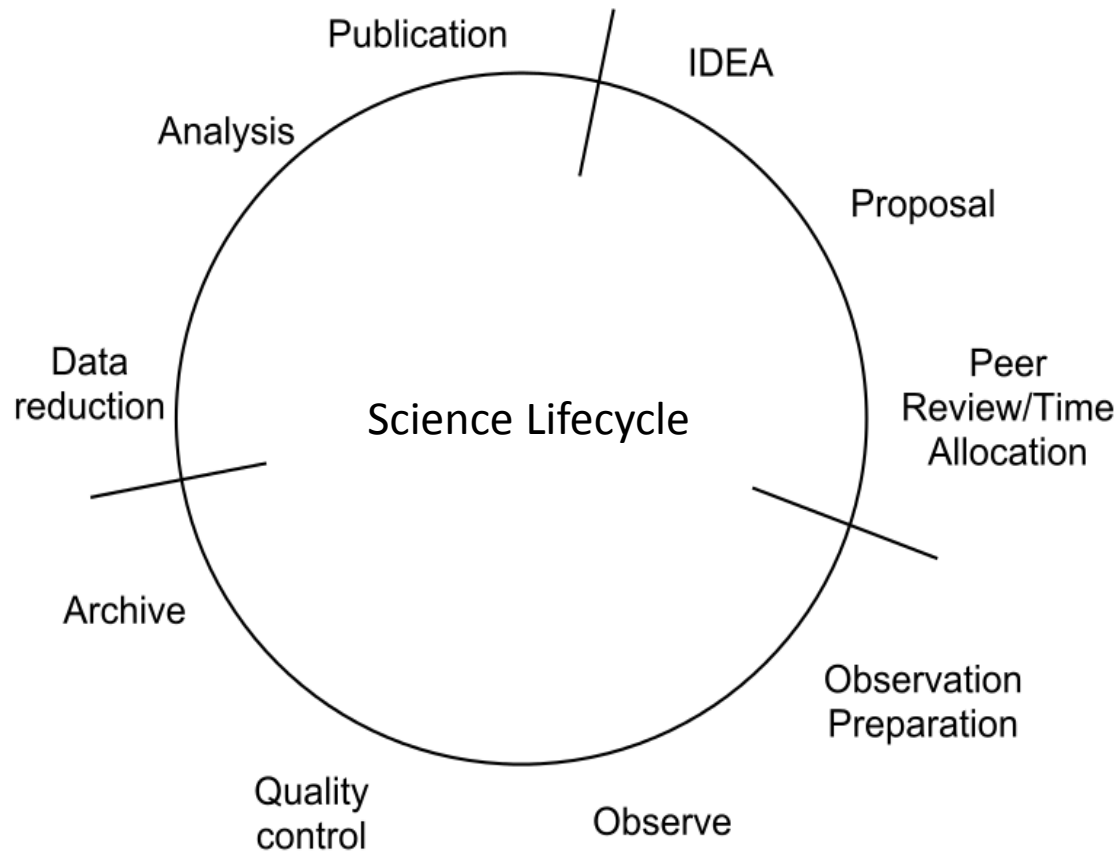 Publication
IDEA
Analysis
Proposal
Data
reduction
Peer
Review/Time
Allocation
Science Lifecycle
Archive
Observation
Preparation
Quality
control
Observe